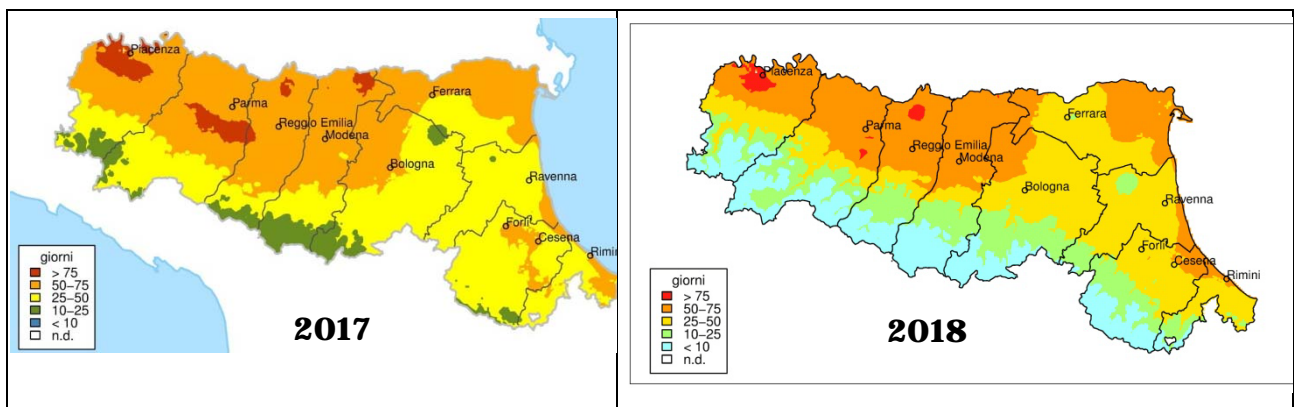 Piacenza
Parma
Reggio Emilia
Modena
Ferrara
Bologna
Ravenna
Forlì
Cesena
Rimini
giorni
> 75
50-75
25-50
10-25
< 10
n.d.
2017
Piacenza
Parma
Reggio Emilia
Modena
Ferrara
Bologna
Ravenna
Forlì
Cesena
Rimini
giorni
> 75
50-75
25-50
10-25
< 10
n.d.
2018